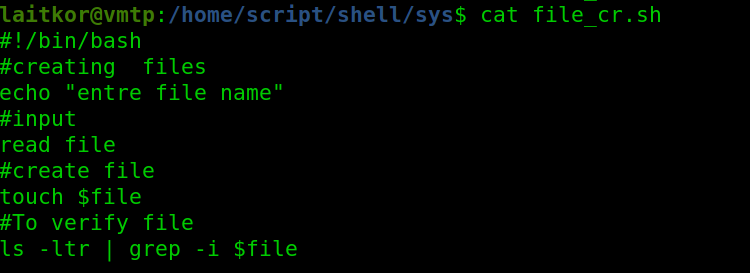 laitkor@vmtp:/home/script/shell/sys$ cat file_cr.sh
#!/bin/bash
#creating  files
echo "entre file name"
#input
read file
#create file
touch $file
#To verify file
ls -ltr | grep -i $file